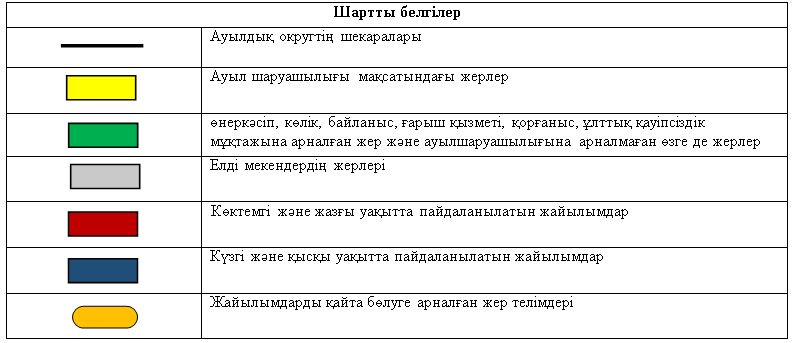 Шартты белгілер
Ауылдық округтің шекаралары
Ауыл шаруашылығы мақсатындағы жерлер
өнеркәсіп, көлік, байланыс, ғарыш қызметі, қорғаныс, ұлттық қауіпсіздік
мұқтажына арналған жер және ауылшаруашылығына арналмаған өзге де жерлер
Елді мекендердің жерлері
Көктемгі және жазғы уақытта пайдаланылатын жайылымдар
Күзгі және қысқы уақытта пайдаланылатын жайылымдар
Жайылымдарды қайта бөлуге арналған жер телімдері